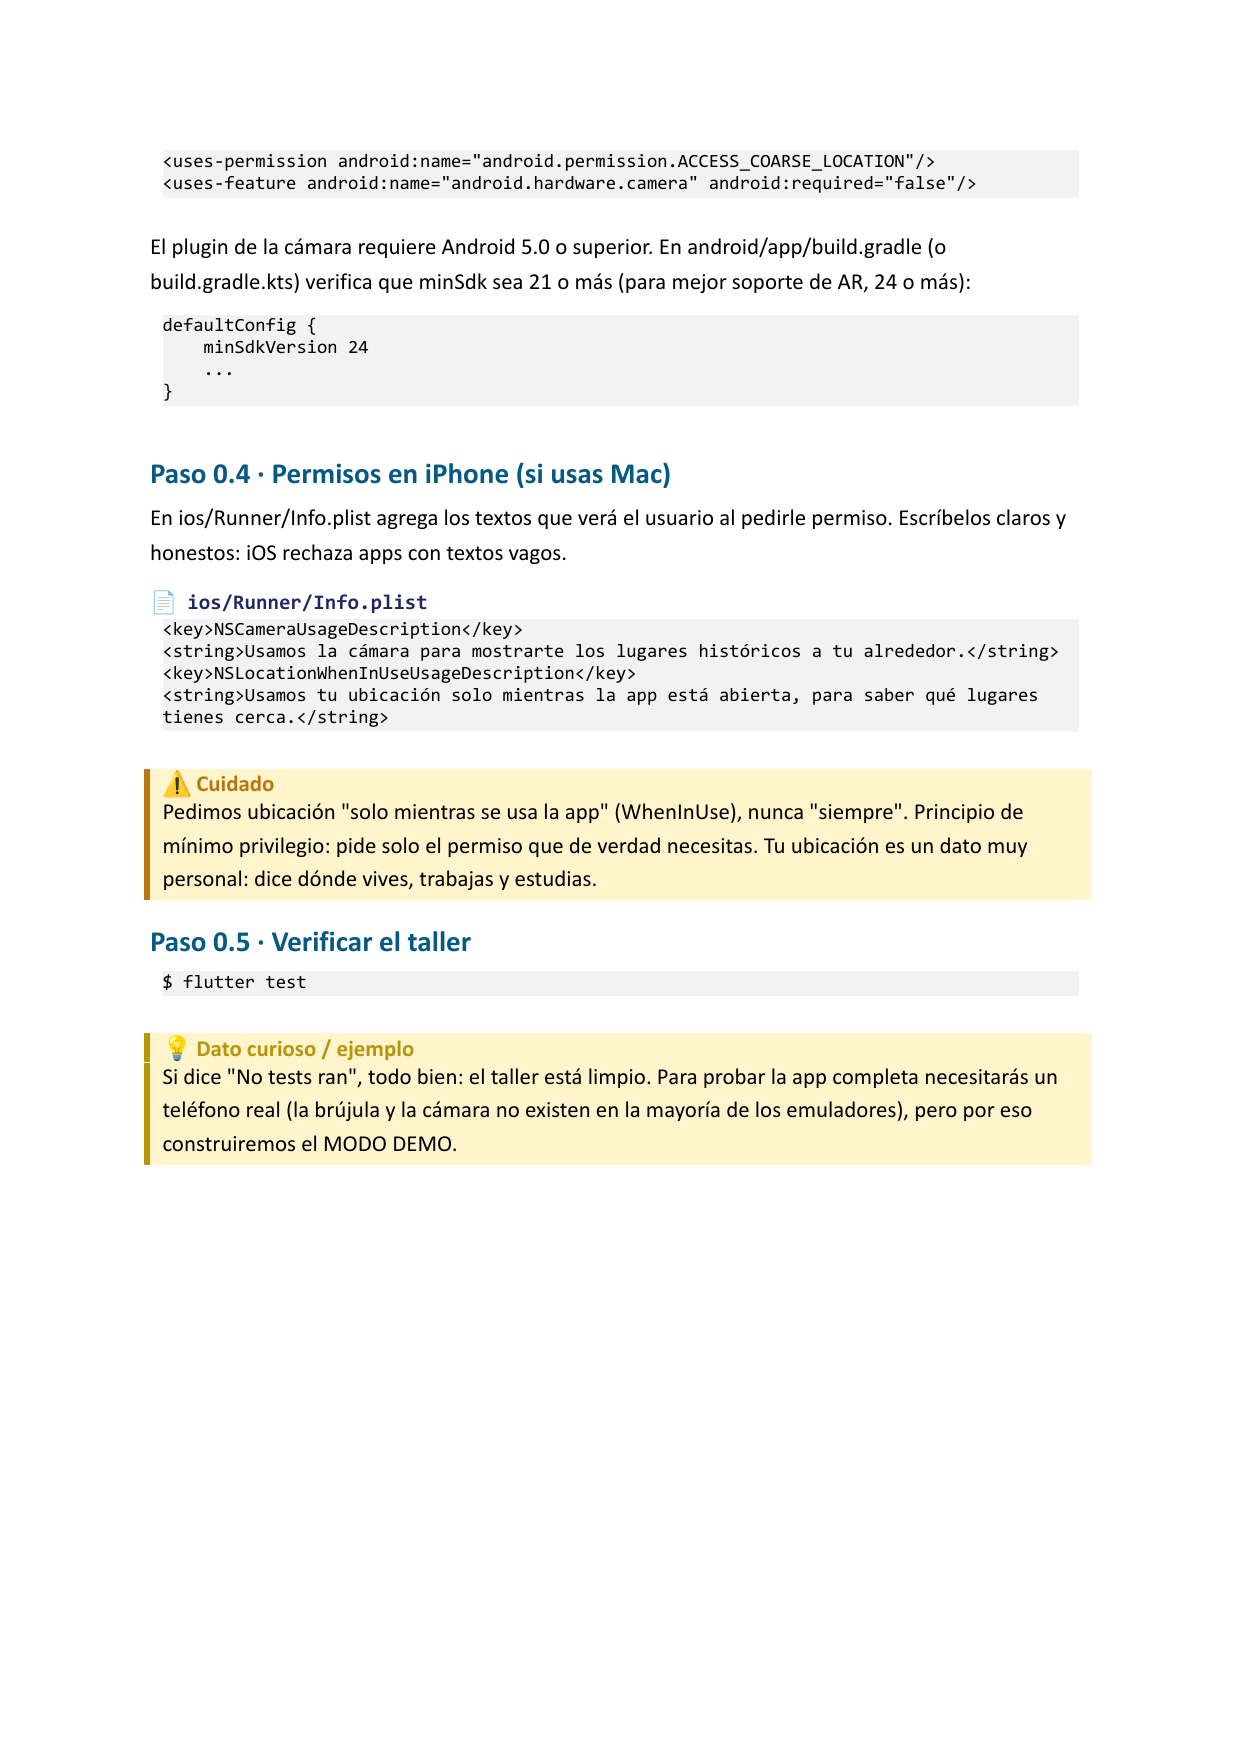 <uses-permission android:name="android.permission.ACCESS_COARSE_LOCATION"/>
<uses-feature android:name="android.hardware.camera" android:required="false"/>
El plugin de la cámara requiere Android 5.0 o superior. En android/app/build.gradle (o
build.gradle.kts) verifica que minSdk sea 21 o más (para mejor soporte de AR, 24 o más):
defaultConfig {
    minSdkVersion 24
    ...
}
Paso 0.4 · Permisos en iPhone (si usas Mac)
En ios/Runner/Info.plist agrega los textos que verá el usuario al pedirle permiso. Escríbelos claros y
honestos: iOS rechaza apps con textos vagos.
📄 ios/Runner/Info.plist
<key>NSCameraUsageDescription</key>
<string>Usamos la cámara para mostrarte los lugares históricos a tu alrededor.</string>
<key>NSLocationWhenInUseUsageDescription</key>
<string>Usamos tu ubicación solo mientras la app está abierta, para saber qué lugares
tienes cerca.</string>
⚠️ Cuidado
Pedimos ubicación "solo mientras se usa la app" (WhenInUse), nunca "siempre". Principio de
mínimo privilegio: pide solo el permiso que de verdad necesitas. Tu ubicación es un dato muy
personal: dice dónde vives, trabajas y estudias.
Paso 0.5 · Verificar el taller
$ flutter test
💡 Dato curioso / ejemplo
Si dice "No tests ran", todo bien: el taller está limpio. Para probar la app completa necesitarás un
teléfono real (la brújula y la cámara no existen en la mayoría de los emuladores), pero por eso
construiremos el MODO DEMO.